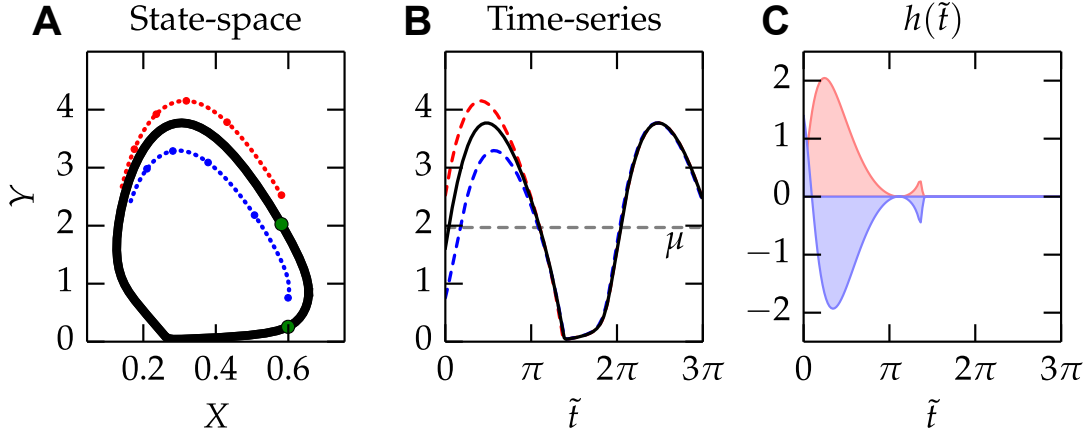 A State-space
B Time-series
C h(t̃)
4
3
2
1
0
Y
0.2 0.4 0.6
X
4
3
2
1
0
μ
0 π 2π 3π
t̃
2
1
0
−1
−2
0 π 2π 3π
t̃